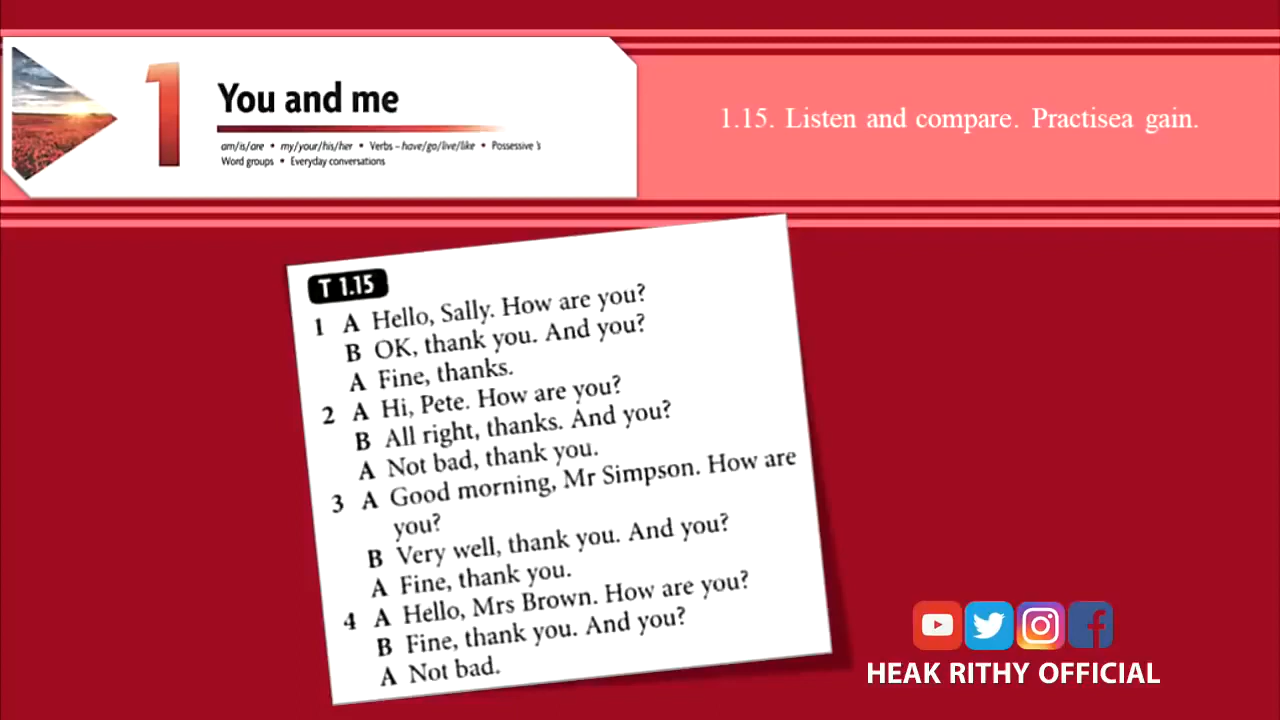 1
You and me
am/is/are • my/your/his/her • Verbs – have/go/live/like • Possessive 's
Word groups • Everyday conversations
1.15. Listen and compare. Practisea gain.
T 1.15
1 A Hello, Sally. How are you?
B OK, thank you. And you?
A Fine, thanks.
2 A Hi, Pete. How are you?
B All right, thanks. And you?
A Not bad, thank you.
3 A Good morning, Mr Simpson. How are
you?
B Very well, thank you. And you?
A Fine, thank you.
4 A Hello, Mrs Brown. How are you?
B Fine, thank you. And you?
A Not bad.
HEAK RITHY OFFICIAL